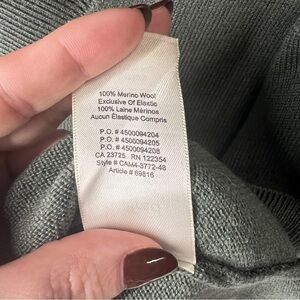 100% Merino Wool
Exclusive Of Elastic
100% Laine Mérinos
Aucun Élastique Compris
P.O. # 4500094204
P.O. # 4500094205
P.O. # 4500094208
CA 23725 RN 122354
Style # CAM4-3772-48
Article # 69816